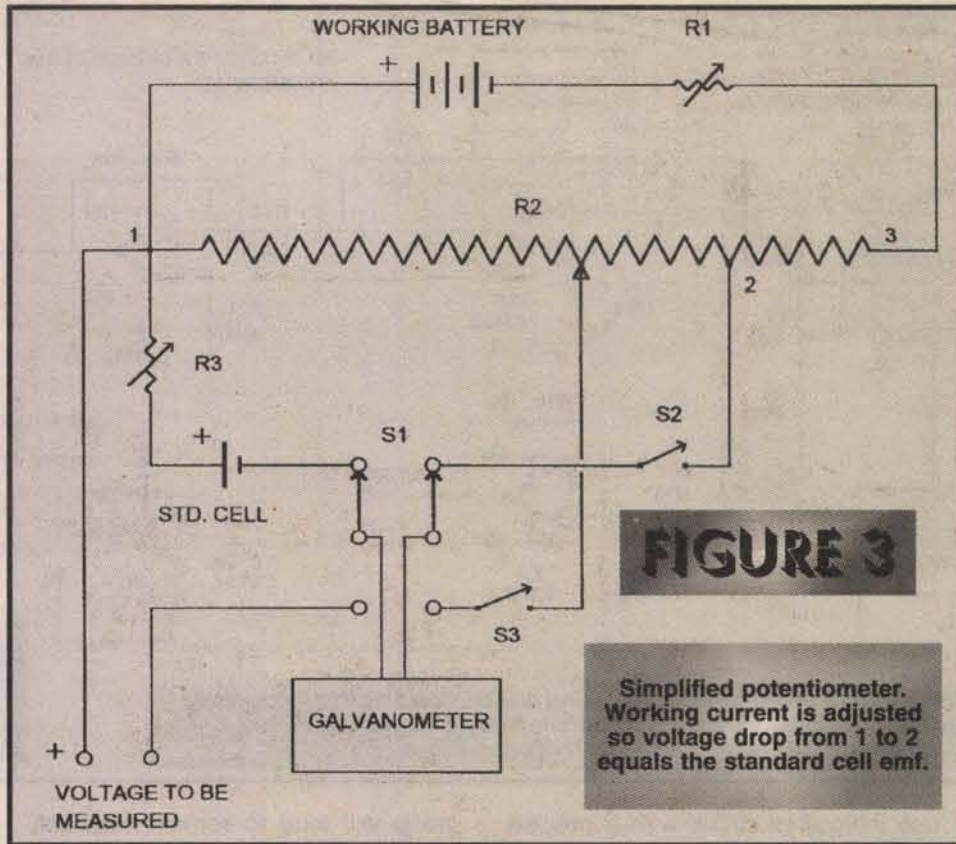 WORKING BATTERY
R1
+
R2
1
3
2
R3
+
S1
S2
STD. CELL
FIGURE 3
S3
GALVANOMETER
Simplified potentiometer.
Working current is adjusted
so voltage drop from 1 to 2
equals the standard cell emf.
+
VOLTAGE TO BE
MEASURED